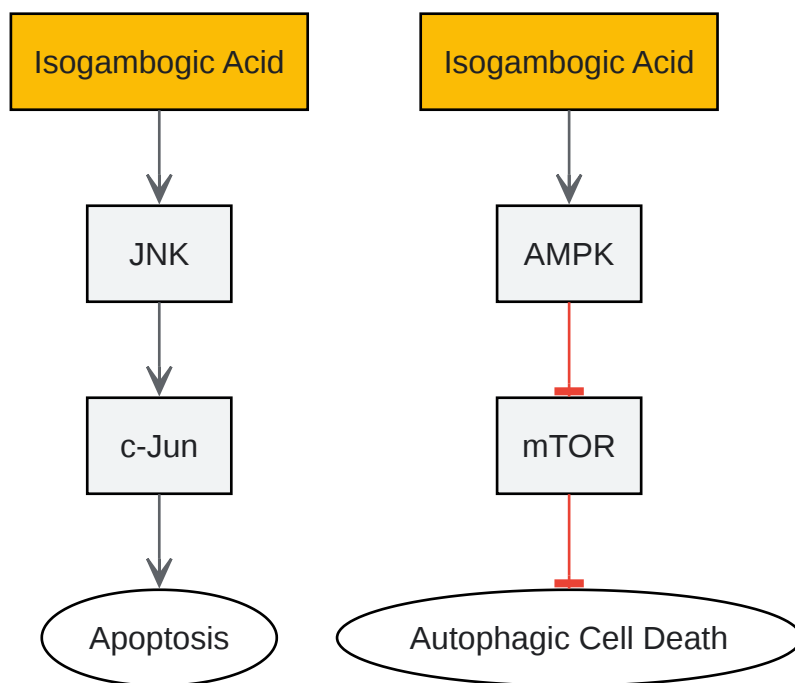 Isogambogic Acid
JNK
c-Jun
Apoptosis
Isogambogic Acid
AMPK
mTOR
Autophagic Cell Death